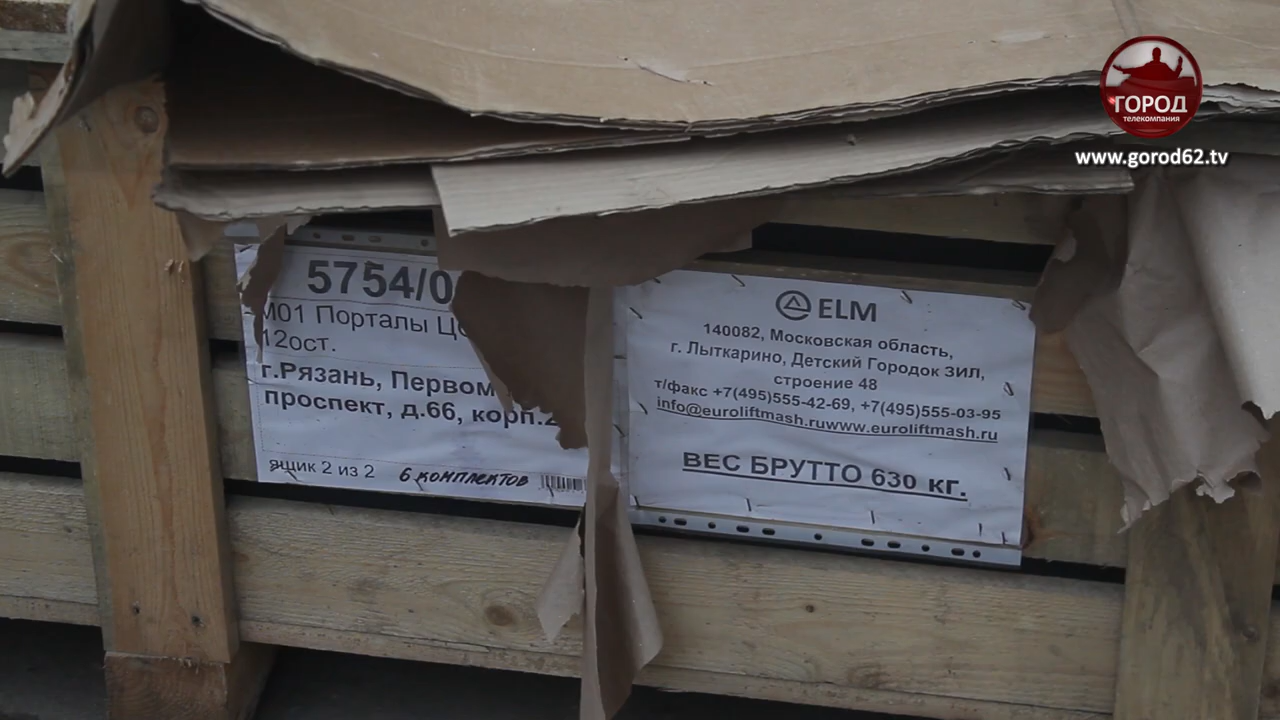 ГОРОД
телекомпания
www.gorod62.tv
5754/0
М01 Порталы
12ост.
г.Рязань, Первом
проспект, д.66, корп.2
ящик 2 из 2
6 комплектов
ELM
140082, Московская область,
г. Лыткарино, Детский Городок ЗИЛ,
строение 48
т/факс +7(495)555-42-69, +7(495)555-03-95
info@euroliftmash.ruwww.euroliftmash.ru
ВЕС БРУТТО 630 кг.